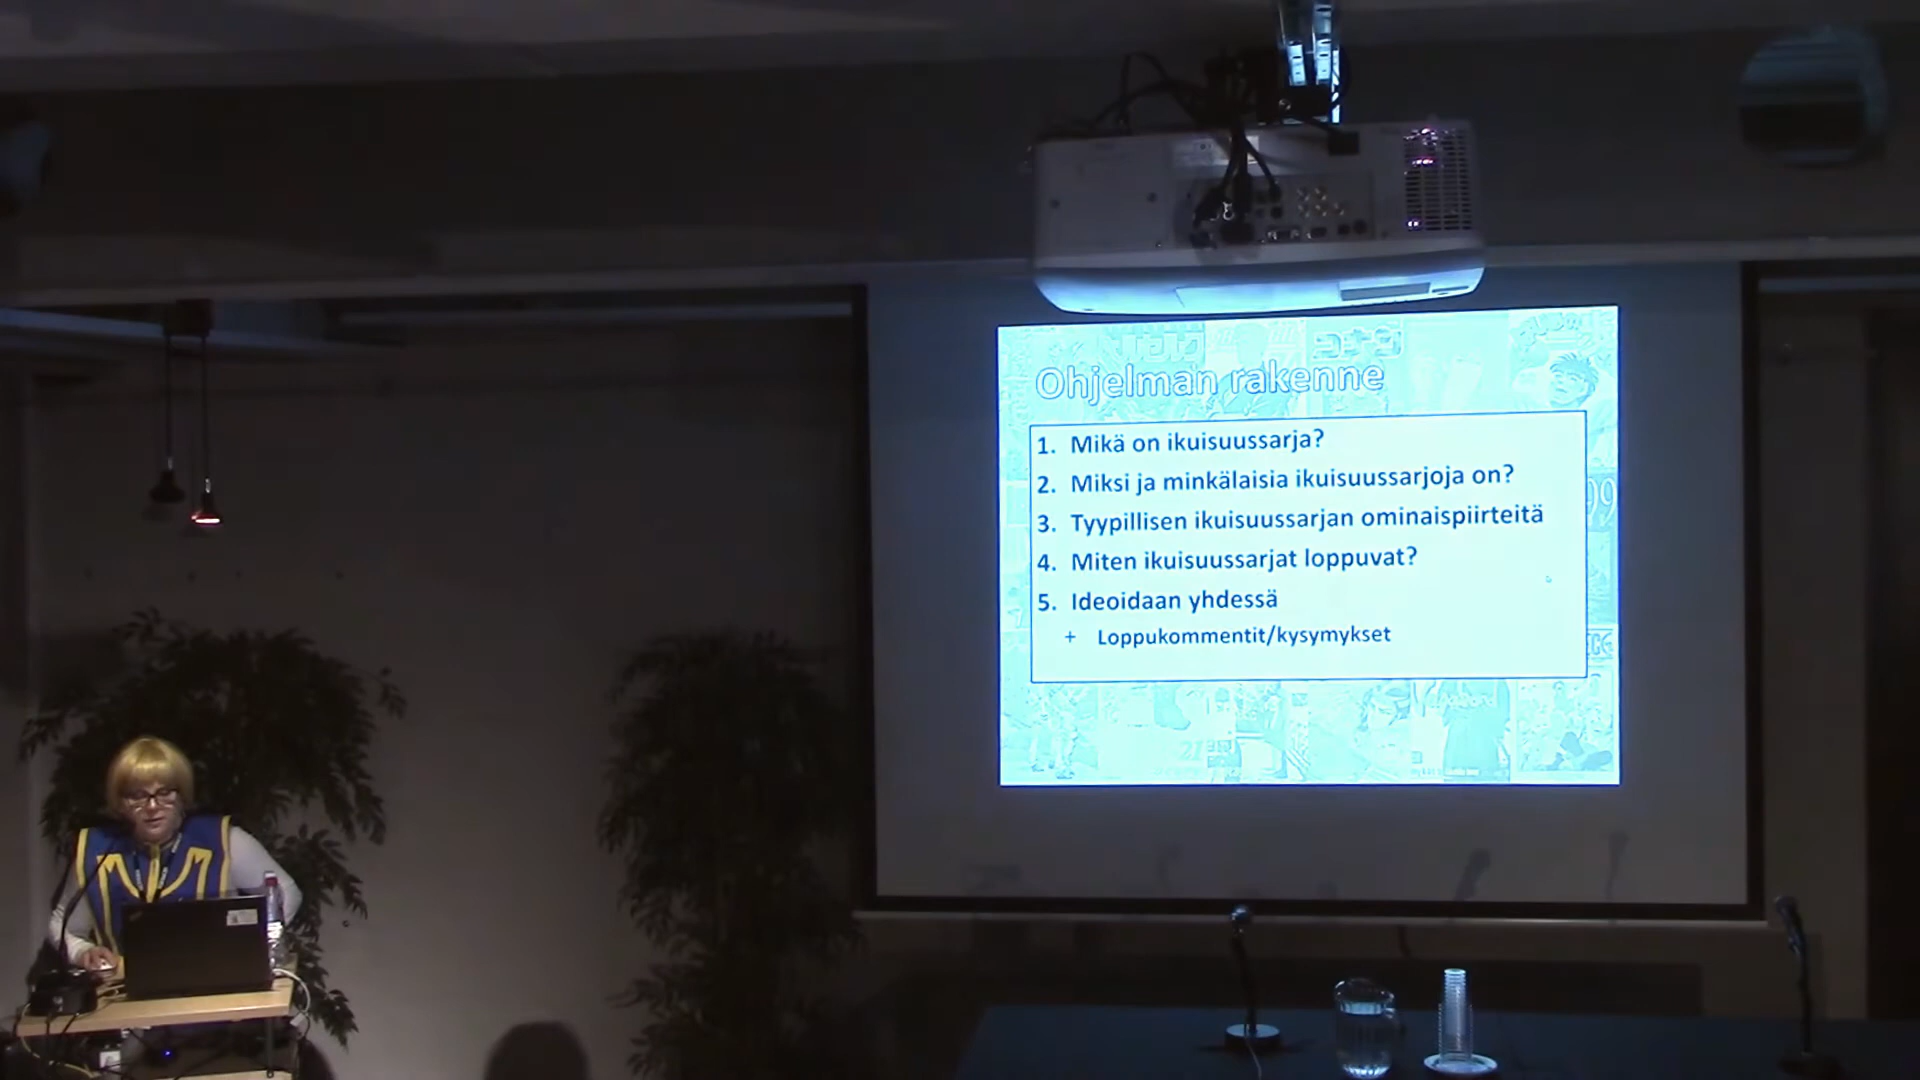 Ohjelman rakenne
1. Mikä on ikuisuussarja?
2. Miksi ja minkälaisia ikuisuussarjoja on?
3. Tyypillisen ikuisuussarjan ominaispiirteitä
4. Miten ikuisuussarjat loppuvat?
5. Ideoidaan yhdessä
+ Loppukommentit/kysymykset